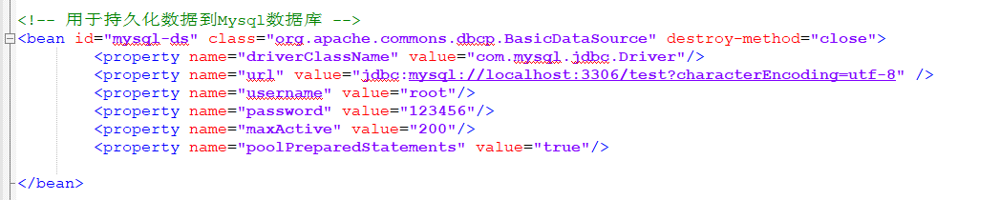 <!-- 用于持久化数据到Mysql数据库 -->
<bean id="mysql-ds" class="org.apache.commons.dbcp.BasicDataSource" destroy-method="close">
<property name="driverClassName" value="com.mysql.jdbc.Driver"/>
<property name="url" value="jdbc:mysql://localhost:3306/test?characterEncoding=utf-8" />
<property name="username" value="root"/>
<property name="password" value="123456"/>
<property name="maxActive" value="200"/>
<property name="poolPreparedStatements" value="true"/>
</bean>